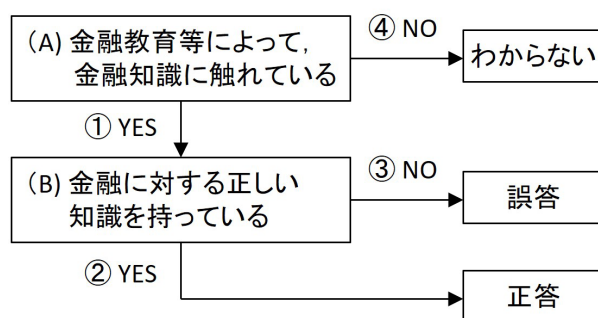 (A) 金融教育等によって,
金融知識に触れている
④ NO
わからない
① YES
(B) 金融に対する正しい
知識を持っている
③ NO
誤答
② YES
正答